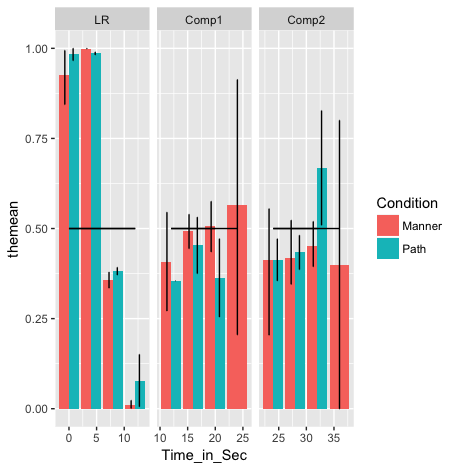 LR Comp1 Comp2
1.00
0.75
0.50
0.25
0.00
themean
0 5 10 10 15 20 25 25 30 35
Time_in_Sec
Condition
Manner
Path